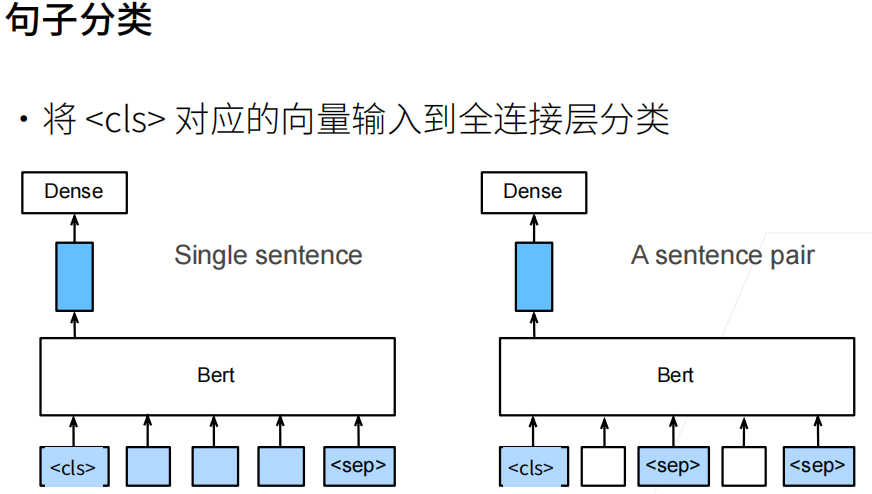 句子分类
• 将 <cls> 对应的向量输入到全连接层分类
Dense
Dense
Single sentence
A sentence pair
Bert
Bert
<cls> <sep>
<cls> <sep> <sep>